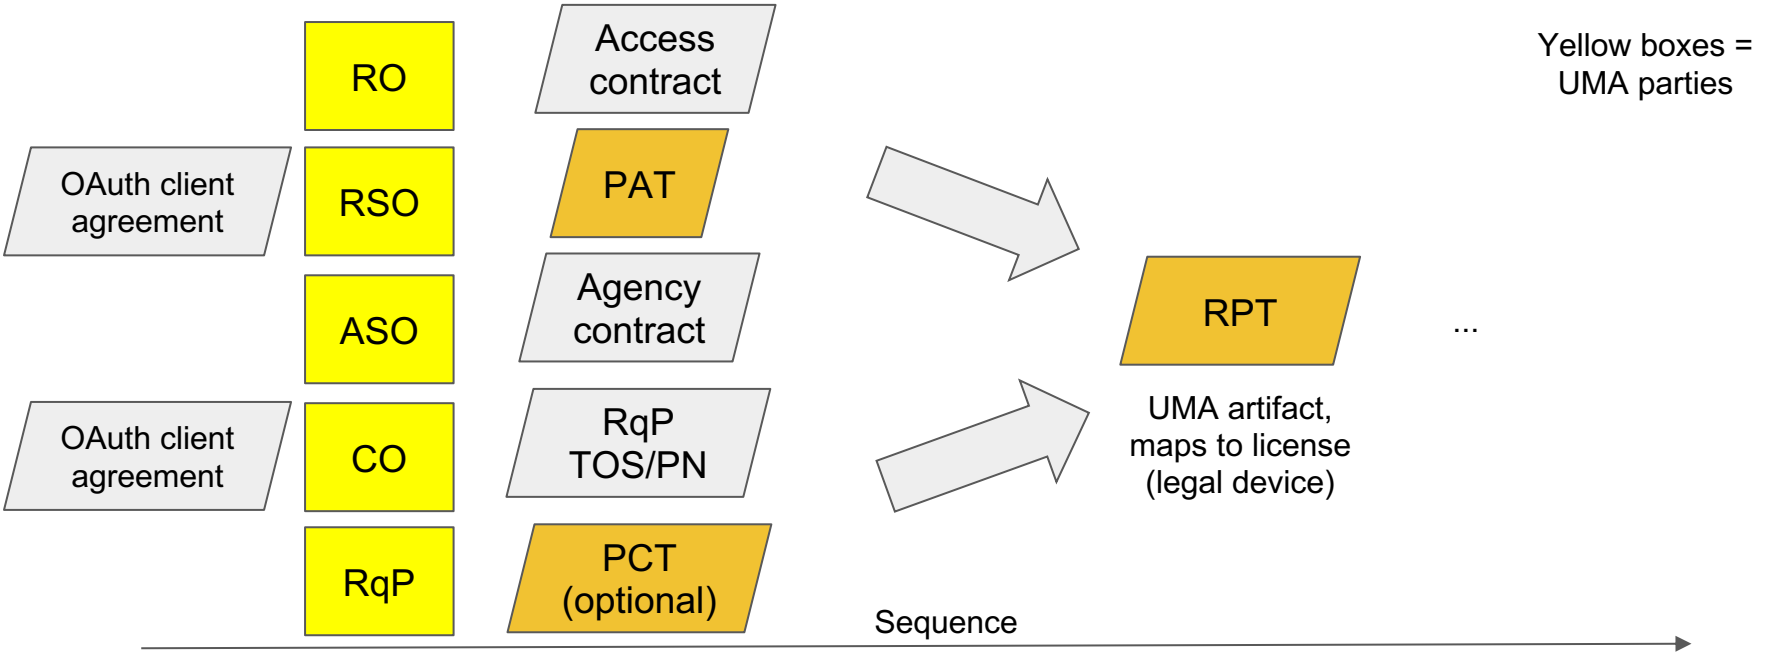 Access
contract
RO
Yellow boxes =
UMA parties
OAuth client
agreement
RSO
PAT
ASO
Agency
contract
RPT
...
UMA artifact,
maps to license
(legal device)
OAuth client
agreement
CO
RqP
TOS/PN
RqP
PCT
(optional)
Sequence